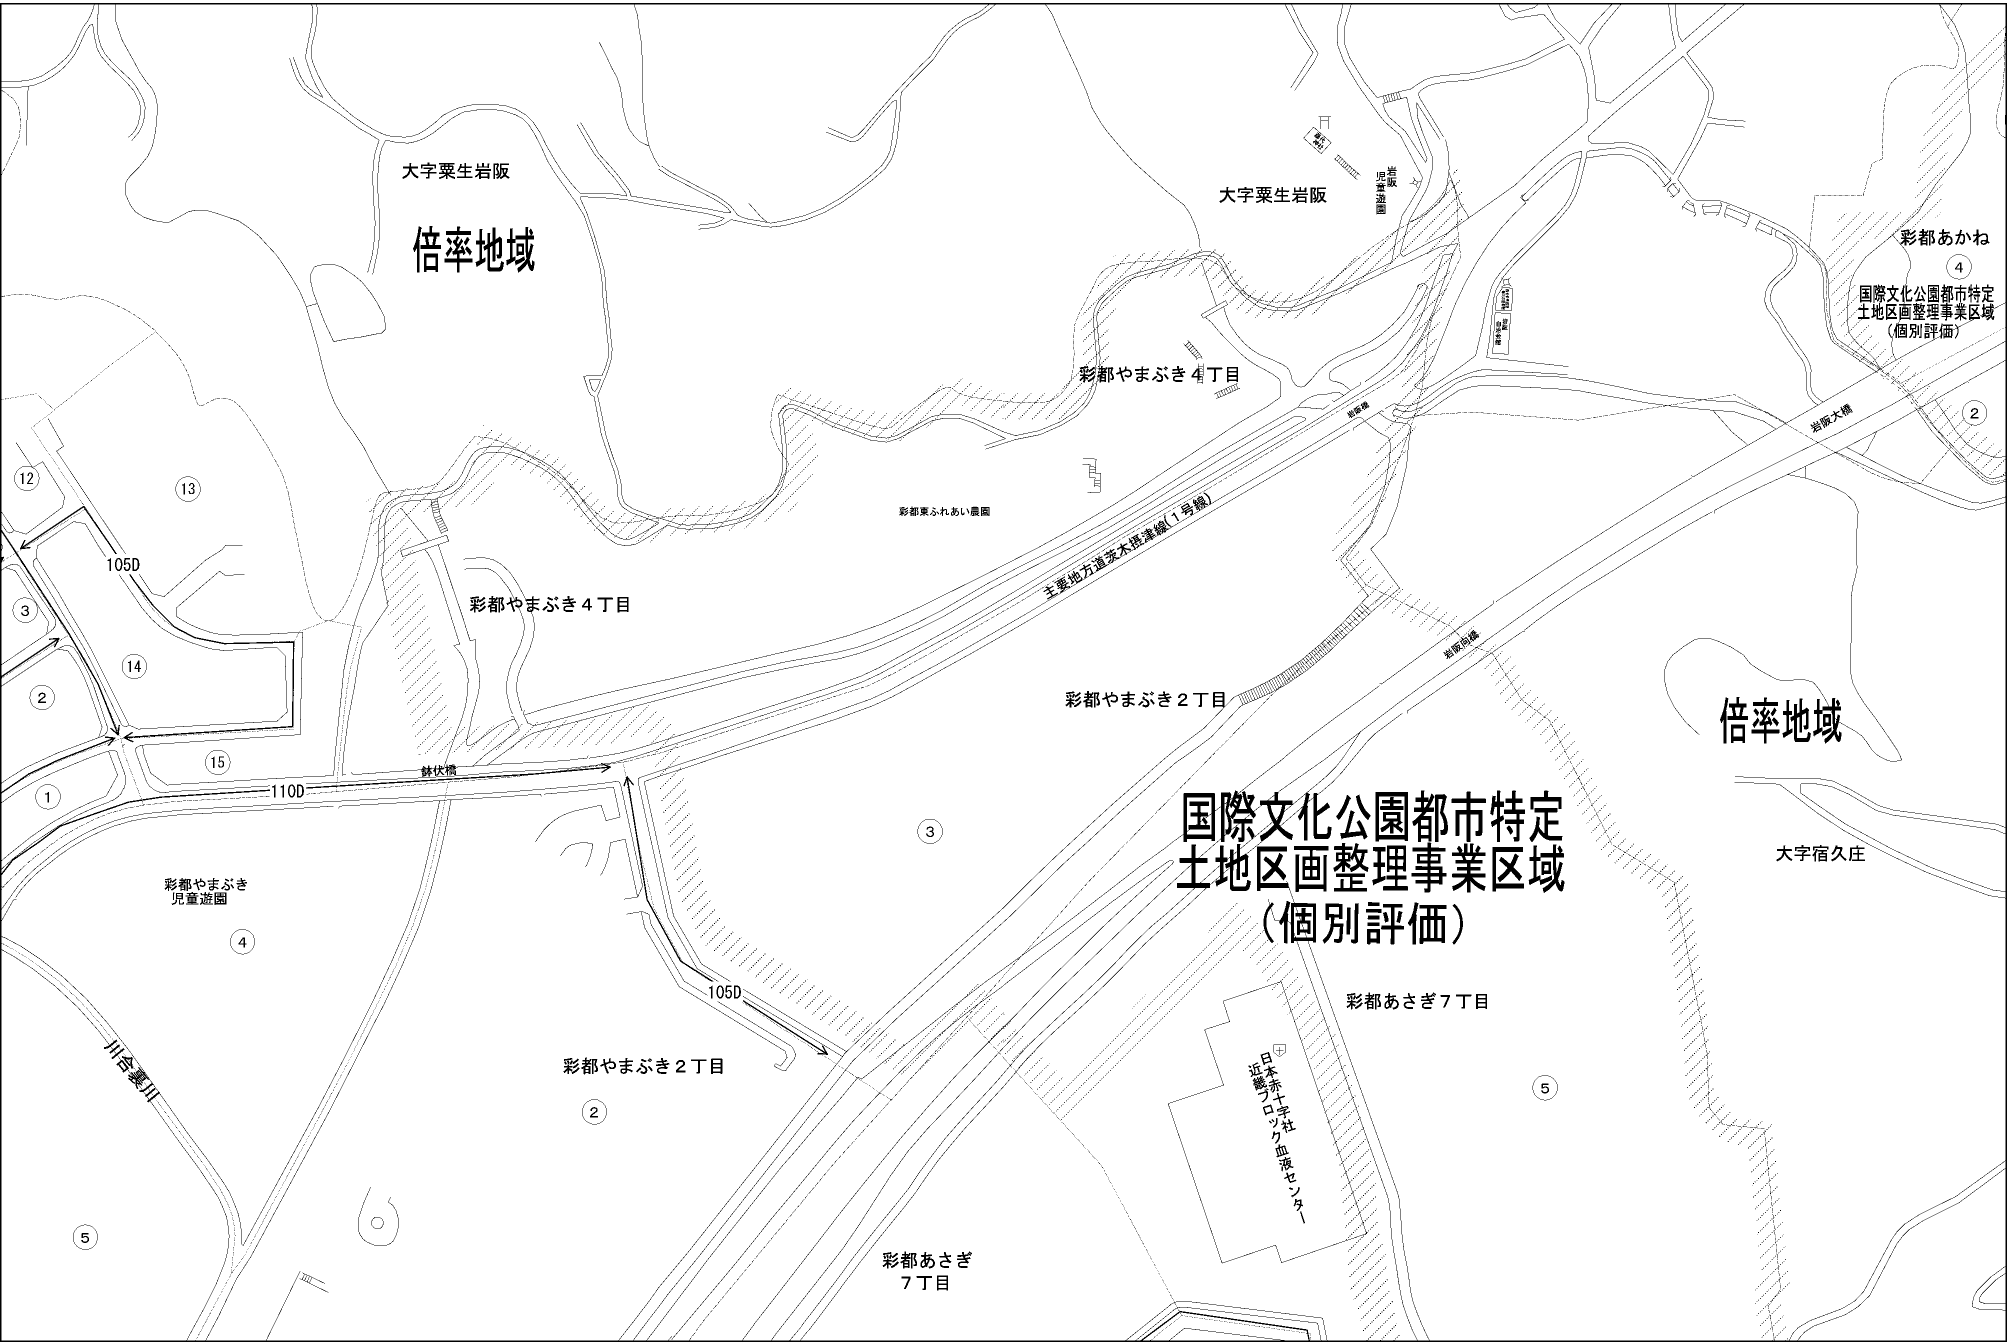 大字粟生岩阪
倍率地域
大字粟生岩阪
岩阪
児童遊園
彩都あかね
④
国際文化公園都市特定
土地区画整理事業区域
（個別評価）
②
彩都やまぶき４丁目
岩阪橋
岩阪大橋
⑫
⑬
彩都東ふれあい農園
主要地方道茨木摂津線(１号線)
105D
③
彩都やまぶき４丁目
⑭
②
岩阪向橋
彩都やまぶき２丁目
倍率地域
⑮
鉢伏橋
①
110D
③
国際文化公園都市特定
土地区画整理事業区域
（個別評価）
大字宿久庄
彩都やまぶき
児童遊園
④
105D
彩都あさぎ７丁目
川合裏川
彩都やまぶき２丁目
②
日本赤十字社
近畿ブロック血液センター
⑤
⑤
彩都あさぎ
７丁目